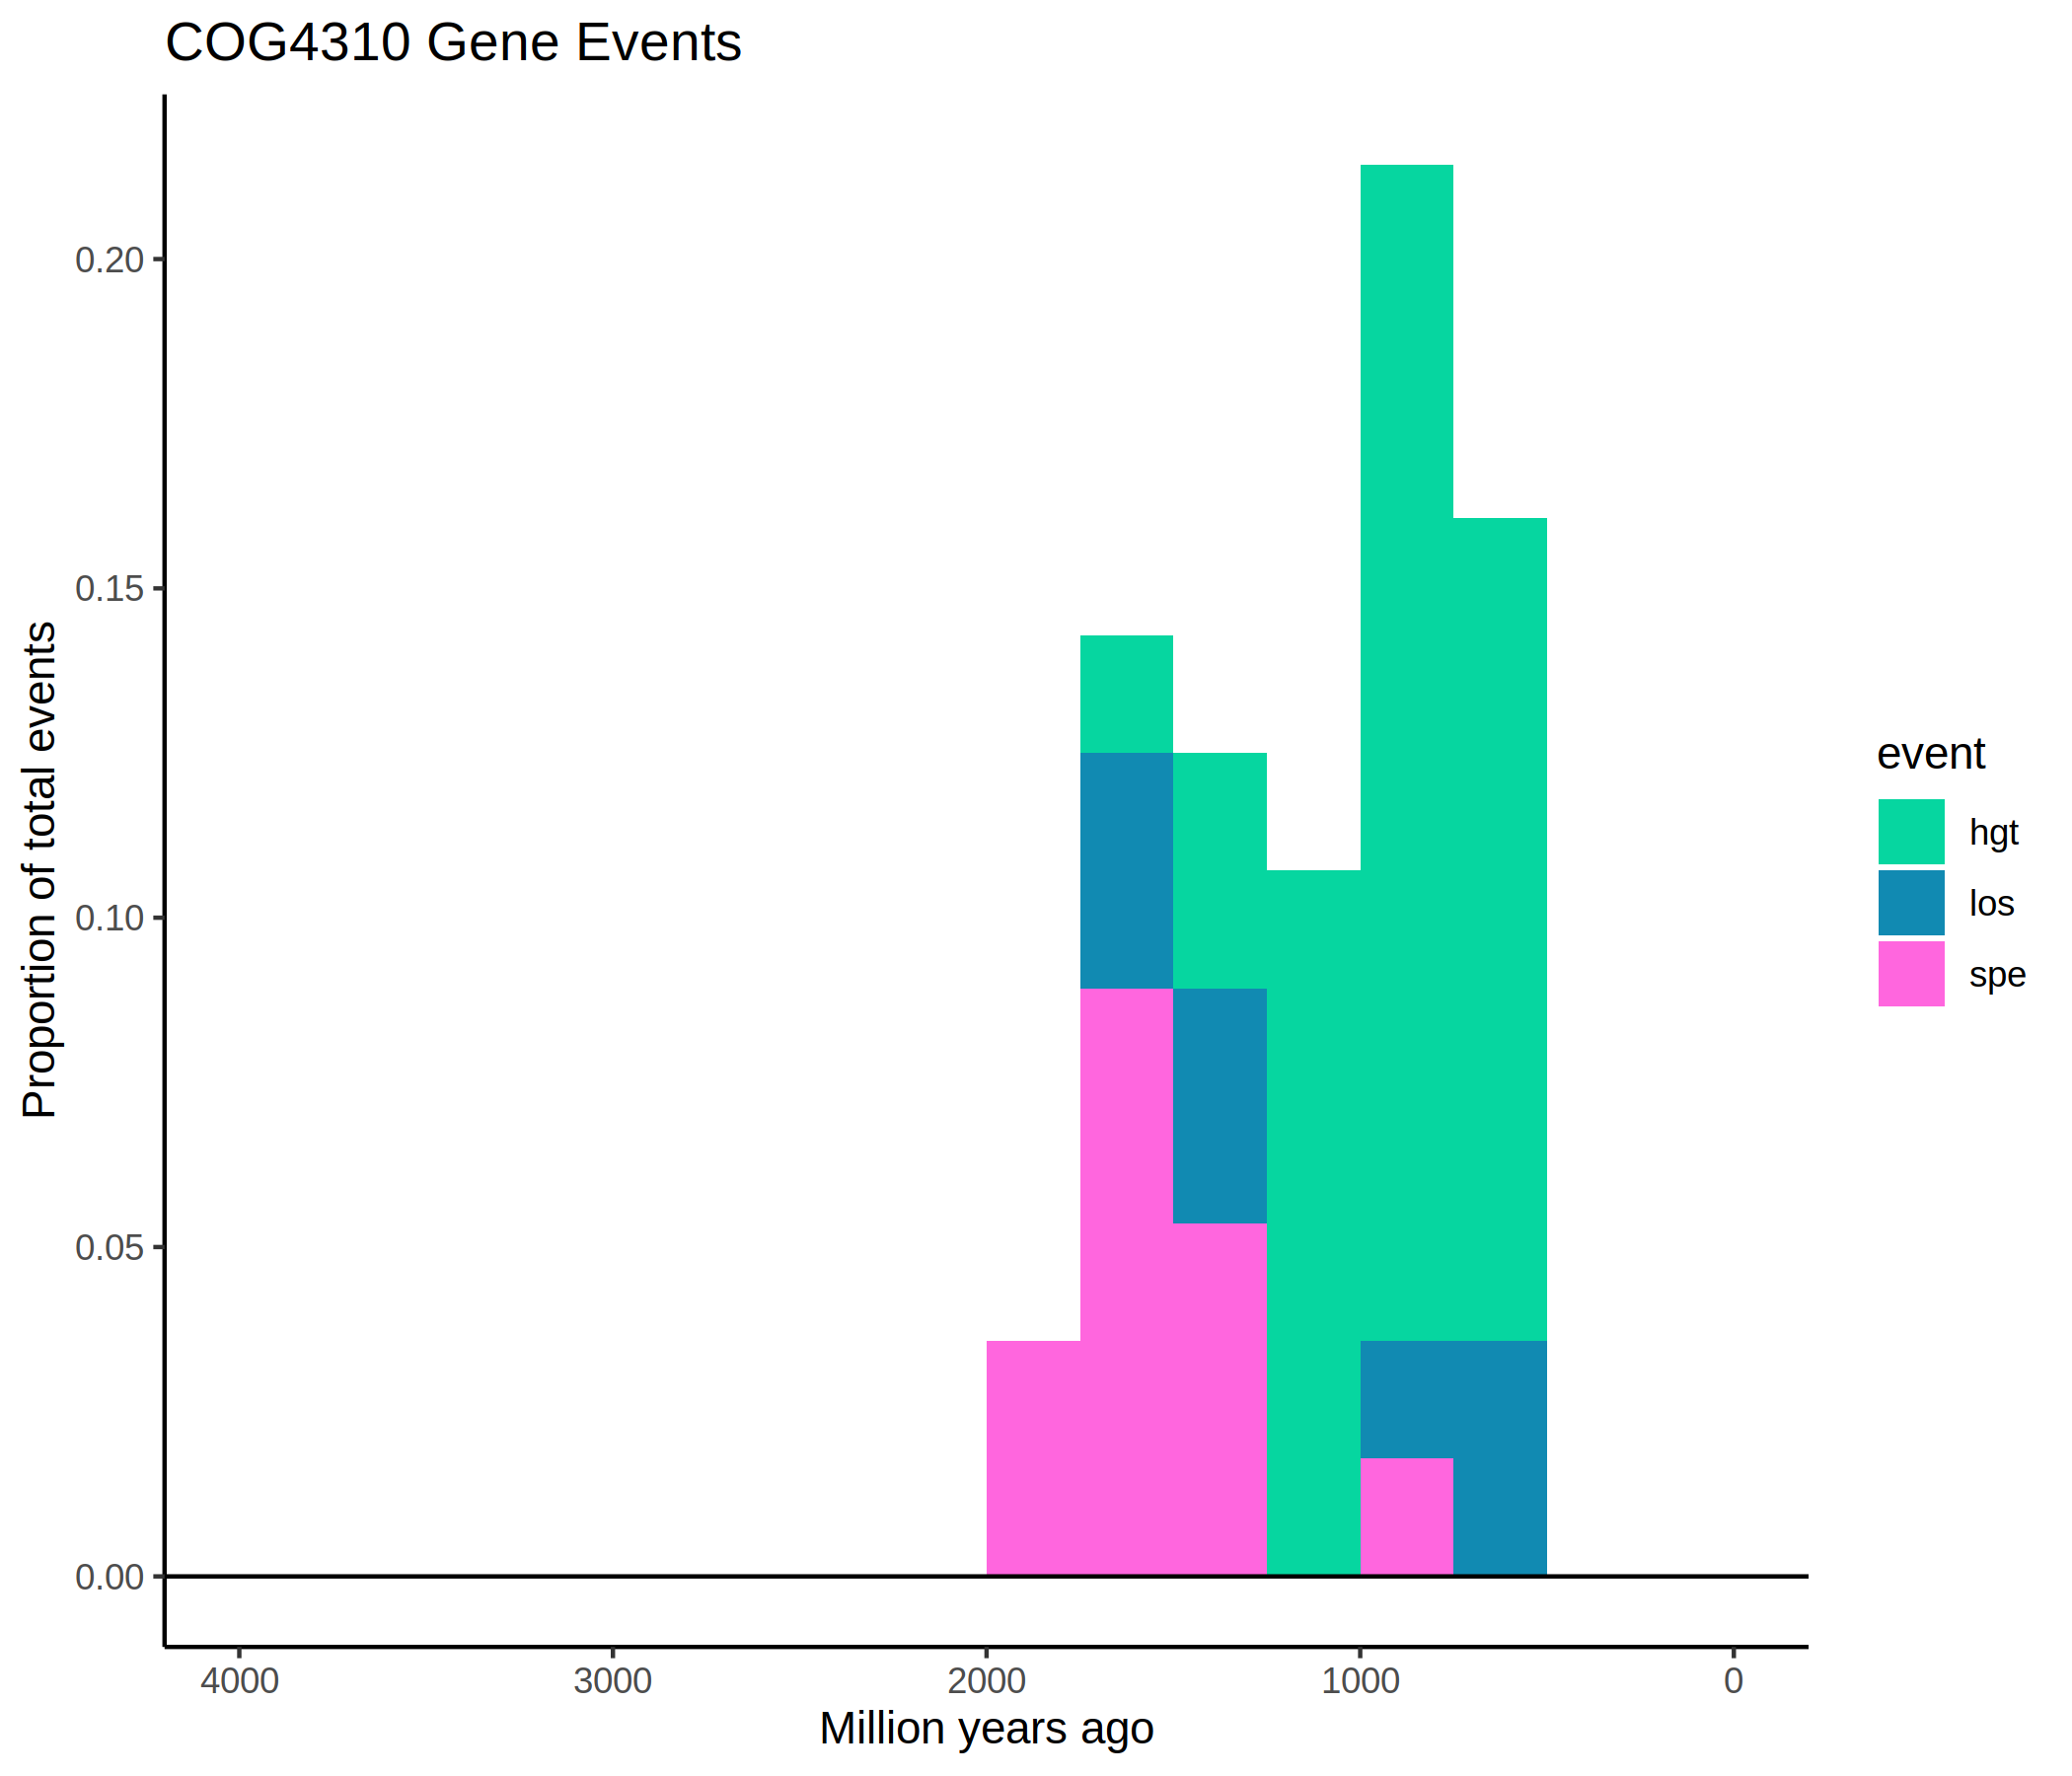 COG4310 Gene Events
Proportion of total events
0.20
0.15
0.10
0.05
0.00
4000
3000
2000
1000
0
Million years ago
event
hgt
los
spe